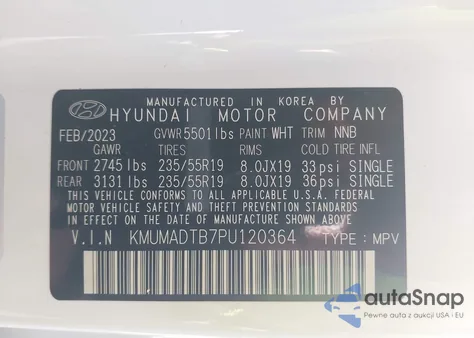 MANUFACTURED IN KOREA BY
HYUNDAI MOTOR COMPANY
FEB/2023 GVWR 5501lbs PAINT WHT TRIM NNB
GAWR TIRES RIMS COLD TIRE INFL
FRONT 2745 lbs 235/55R19 8.0JX19 33psi SINGLE
REAR 3131 lbs 235/55R19 8.0JX19 36psi SINGLE
THIS VEHICLE CONFORMS TO ALL APPLICABLE U.S. FEDERAL
MOTOR VEHICLE SAFETY, BUMPER, AND THEFT PREVENTION
STANDARDS IN EFFECT ON THE DATE OF MANUFACTURE SHOWN ABOVE.
V.I.N KMUMADTB7PU120364 TYPE : MPV
autaSnap
Pewne auta z aukcji USA i EU